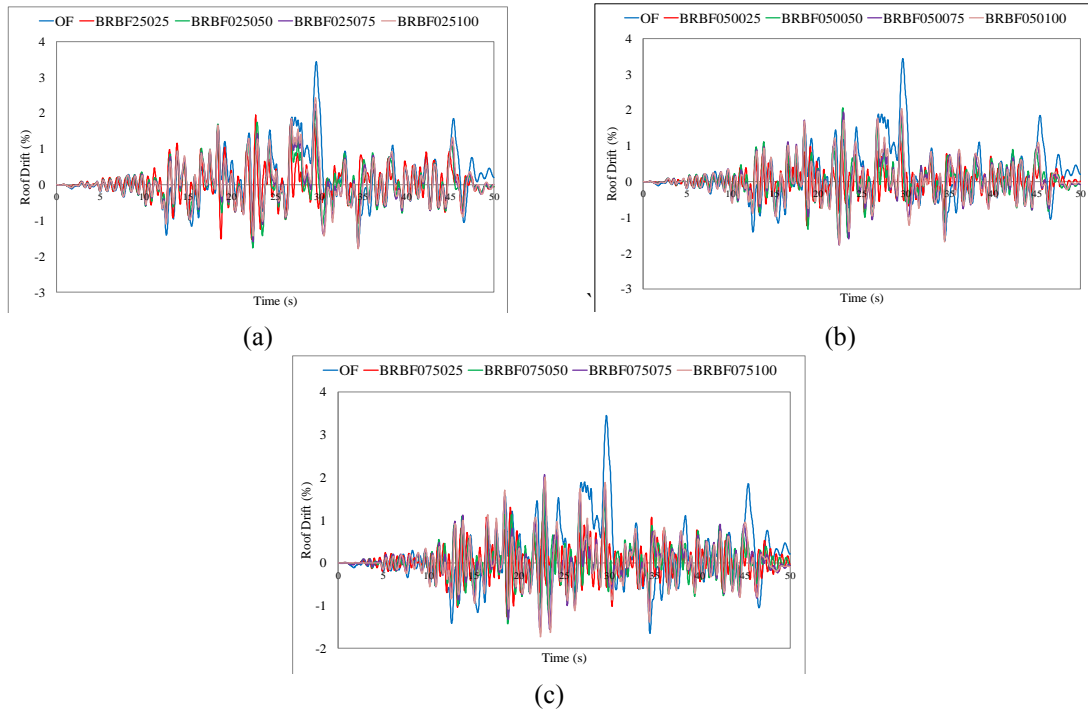 OF BRBF25025 BRBF025050 BRBF025075 BRBF025100
4
3
2
1
0
-1
-2
-3
Roof Drift (%)
0 5 10 15 20 25 30 35 40 45 50
Time (s)
(a)
OF BRBF050025 BRBF050050 BRBF050075 BRBF050100
4
3
2
1
0
-1
-2
-3
Roof Drift (%)
0 5 10 15 20 25 30 35 40 45 50
Time (s)
`
(b)
OF BRBF075025 BRBF075050 BRBF075075 BRBF075100
4
3
2
1
0
-1
-2
Roof Drift (%)
0 5 10 15 20 25 30 35 40 45 50
Time (s)
(c)